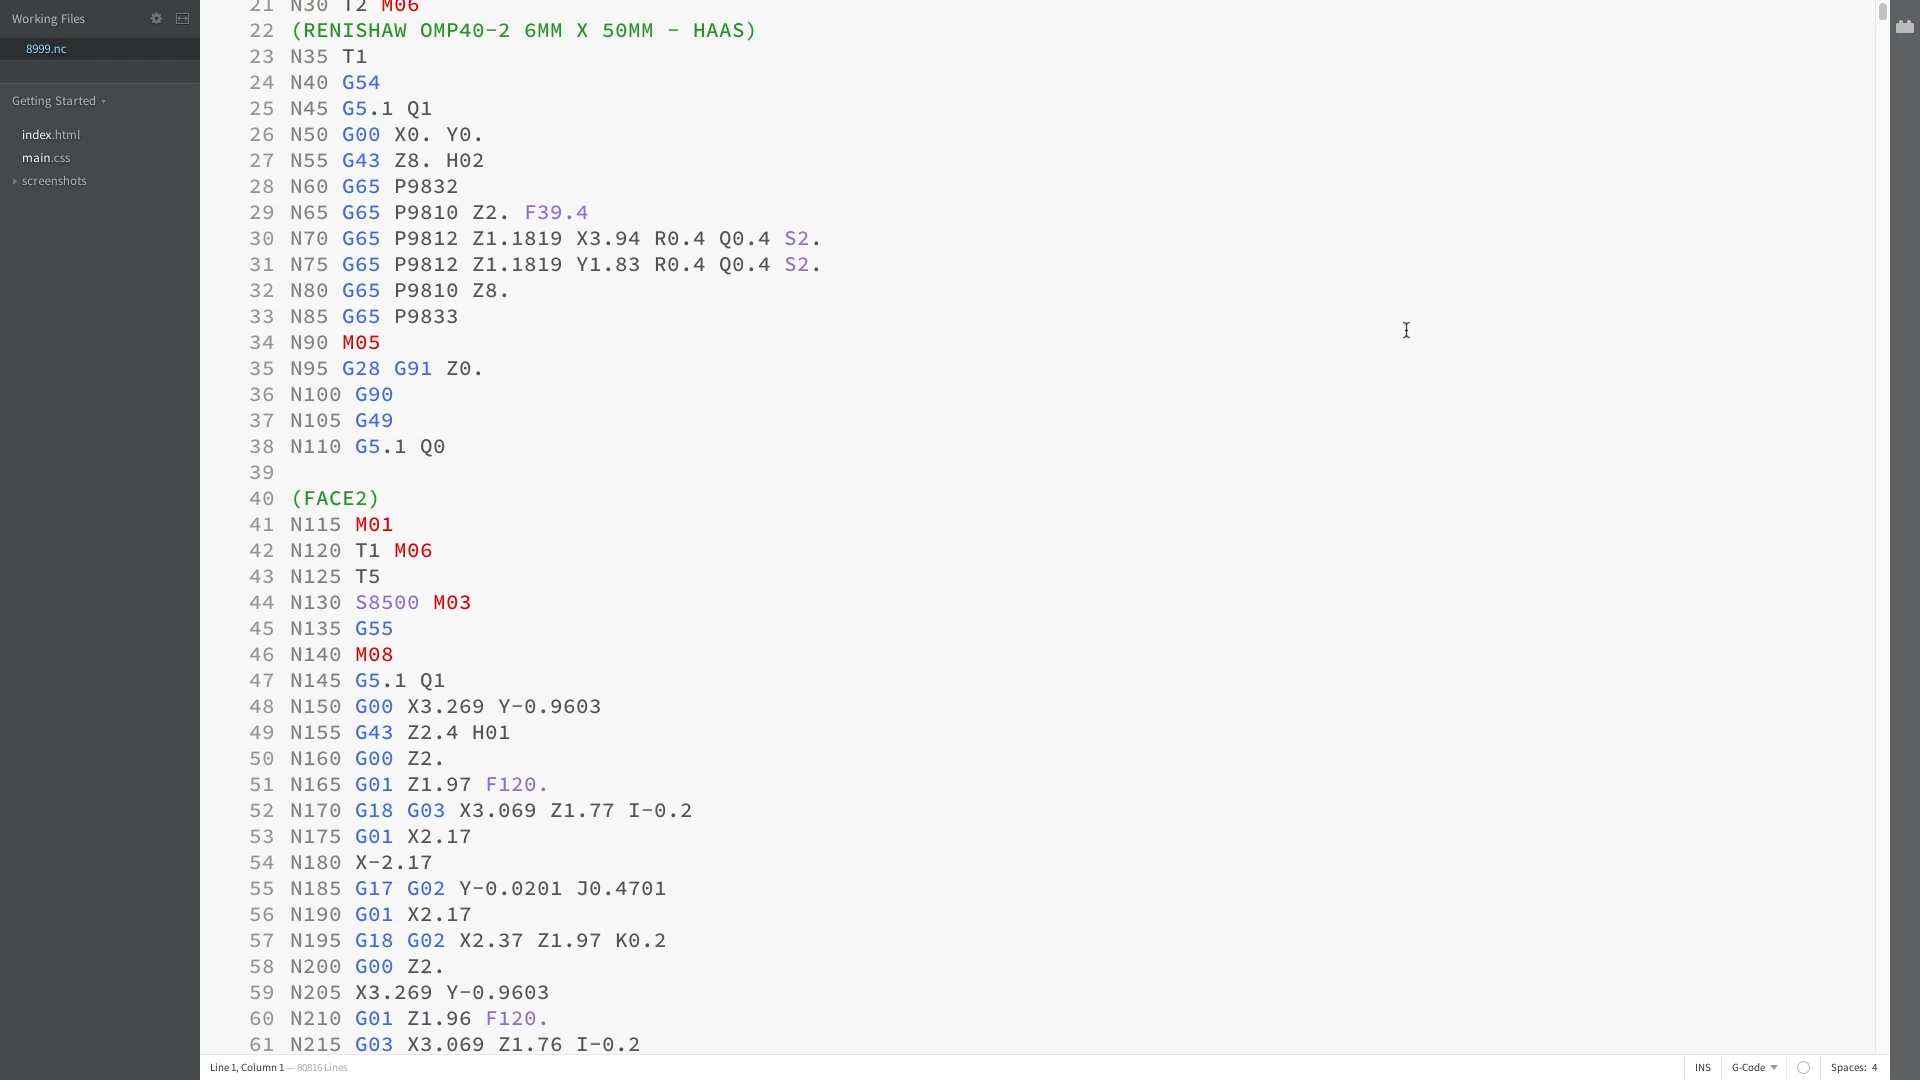 Working Files
8999.nc
Getting Started
index.html
main.css
screenshots
21 N30 T2 M06
22 (RENISHAW OMP40-2 6MM X 50MM - HAAS)
23 N35 T1
24 N40 G54
25 N45 G5.1 Q1
26 N50 G00 X0. Y0.
27 N55 G43 Z8. H02
28 N60 G65 P9832
29 N65 G65 P9810 Z2. F39.4
30 N70 G65 P9812 Z1.1819 X3.94 R0.4 Q0.4 S2.
31 N75 G65 P9812 Z1.1819 Y1.83 R0.4 Q0.4 S2.
32 N80 G65 P9810 Z8.
33 N85 G65 P9833
34 N90 M05
35 N95 G28 G91 Z0.
36 N100 G90
37 N105 G49
38 N110 G5.1 Q0
39
40 (FACE2)
41 N115 M01
42 N120 T1 M06
43 N125 T5
44 N130 S8500 M03
45 N135 G55
46 N140 M08
47 N145 G5.1 Q1
48 N150 G00 X3.269 Y-0.9603
49 N155 G43 Z2.4 H01
50 N160 G00 Z2.
51 N165 G01 Z1.97 F120.
52 N170 G18 G03 X3.069 Z1.77 I-0.2
53 N175 G01 X2.17
54 N180 X-2.17
55 N185 G17 G02 Y-0.0201 J0.4701
56 N190 G01 X2.17
57 N195 G18 G02 X2.37 Z1.97 K0.2
58 N200 G00 Z2.
59 N205 X3.269 Y-0.9603
60 N210 G01 Z1.96 F120.
61 N215 G03 X3.069 Z1.76 I-0.2
Line 1, Column 1 — 80816 Lines
INS
G-Code
Spaces: 4